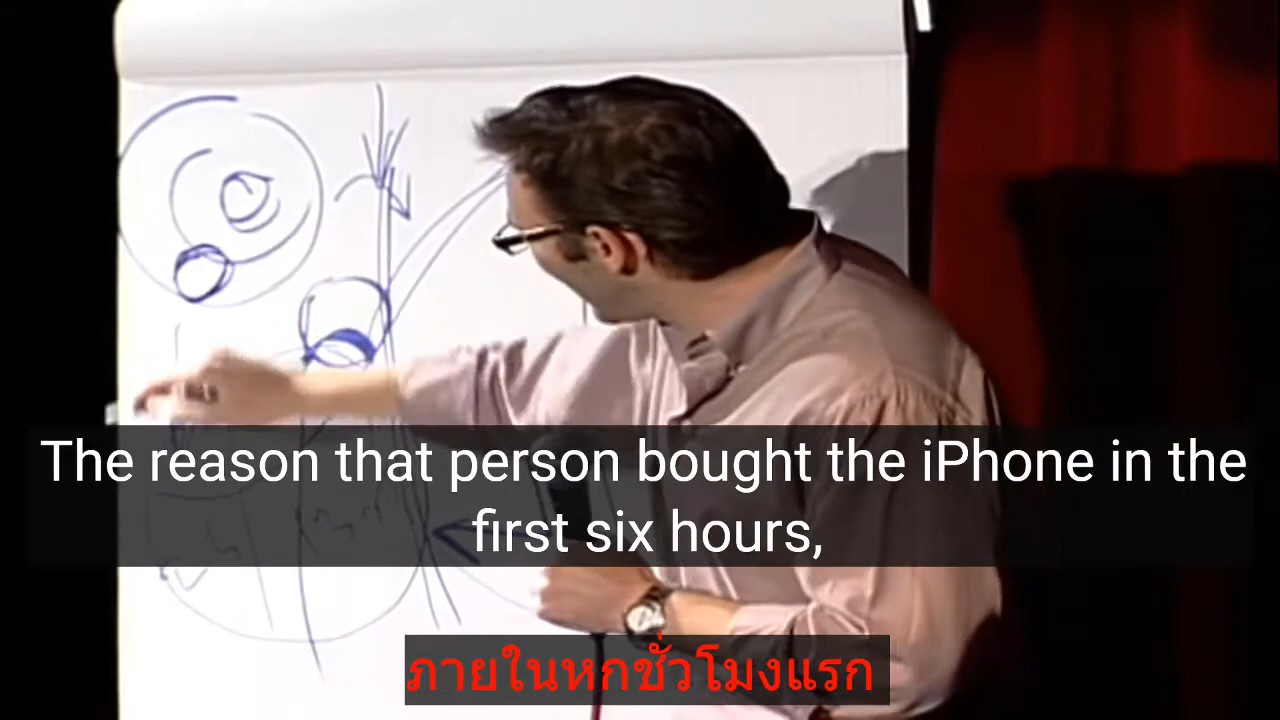 The reason that person bought the iPhone in the
first six hours,
ภายในหกชั่วโมงแรก